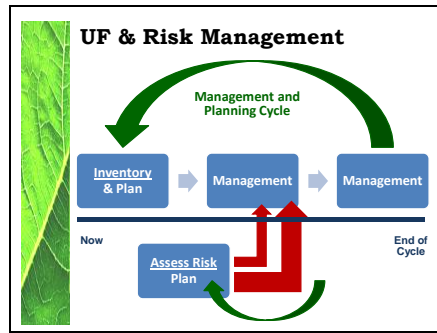 UF & Risk Management
Management and
Planning Cycle
Inventory
& Plan
Management
Management
Now
End of
Cycle
Assess Risk
Plan